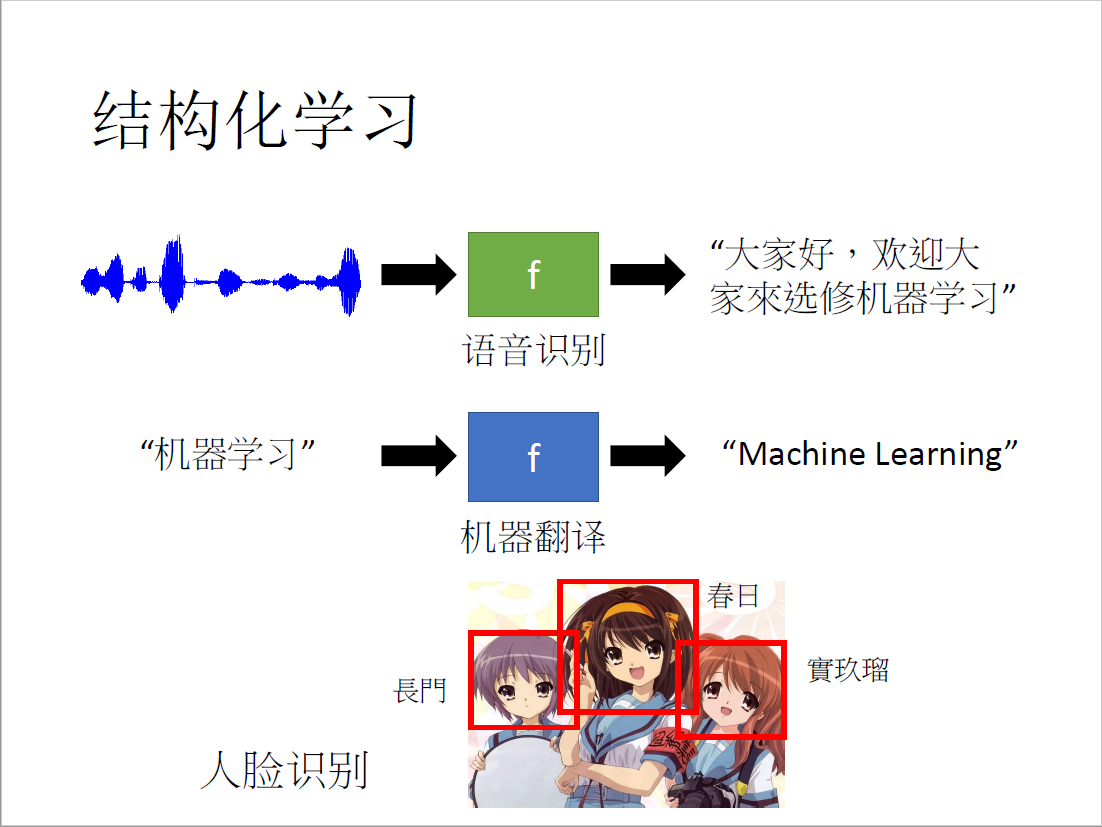 结构化学习
f
“大家好，欢迎大
家來选修机器学习”
语音识别
“机器学习”
f
“Machine Learning”
机器翻译
春日
長門
實玖瑠
人脸识别